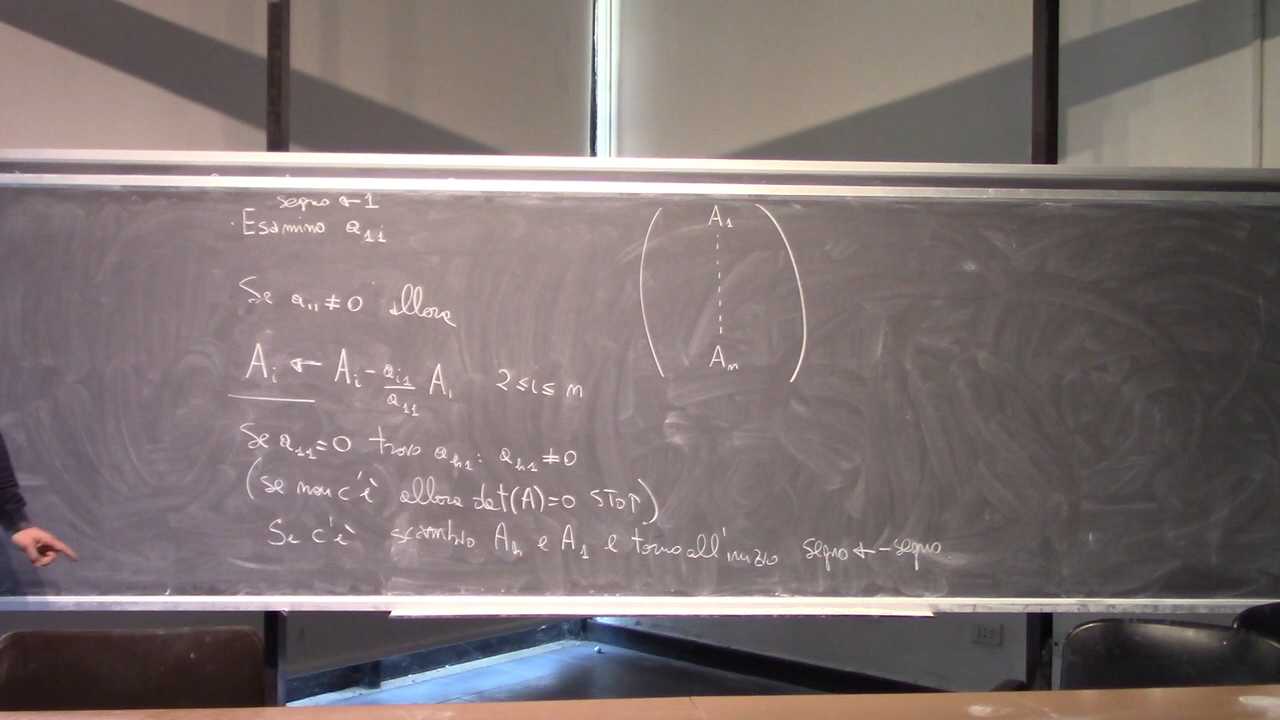 segno ← 1
· Esamino a₁₁
Se a₁₁ ≠ 0 allora
Aᵢ ← Aᵢ - aᵢ₁/a₁₁ A₁ 2 ≤ i ≤ n
Se a₁₁ = 0 trovo aₕ₁: aₕ₁ ≠ 0
(se non c'è allora det(A)=0 STOP)
Se c'è scambio Aₕ e A₁ e torno all'inizio segno ← -segno.
A₁
Aₙ